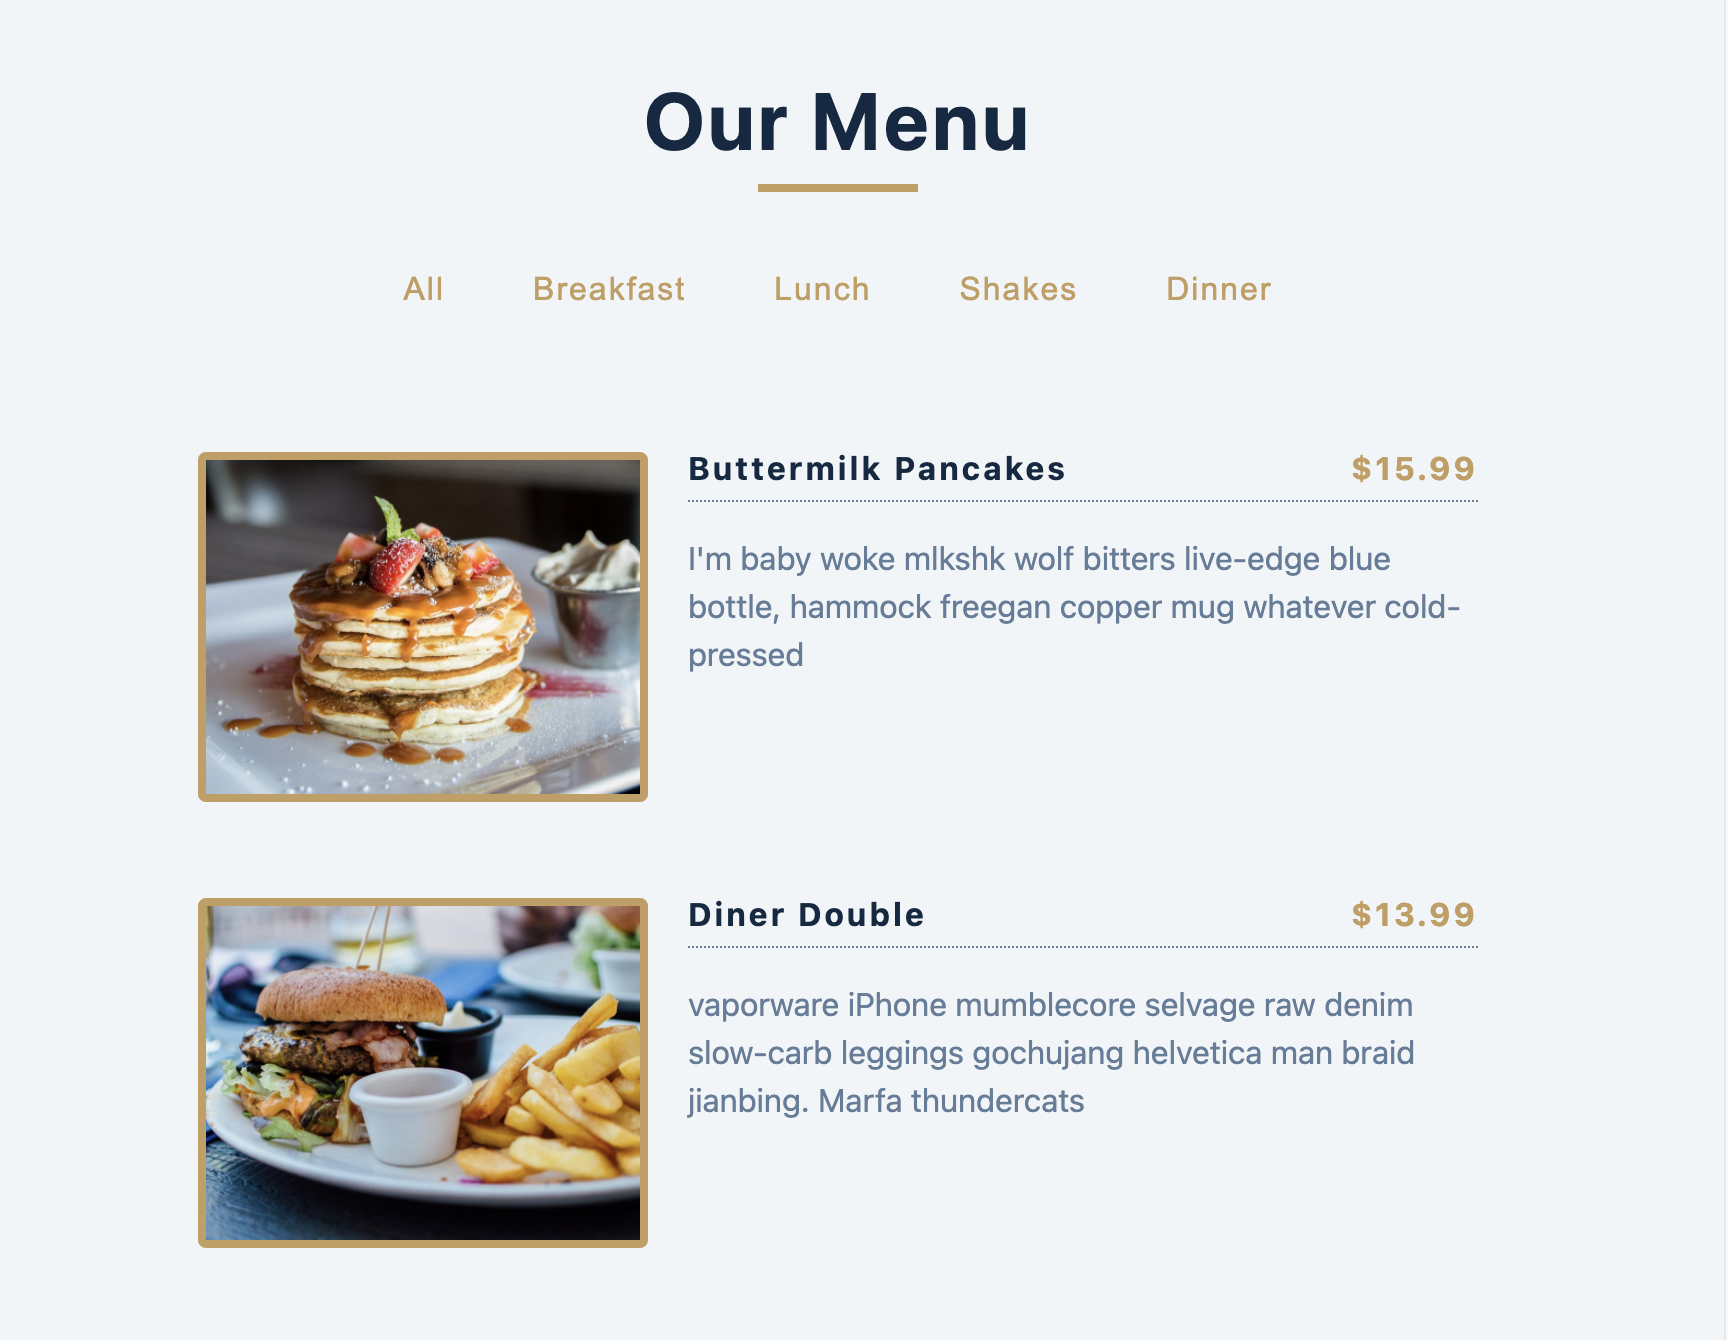 Our Menu
All Breakfast Lunch Shakes Dinner
Buttermilk Pancakes $15.99
I'm baby woke mlkshk wolf bitters live-edge blue
bottle, hammock freegan copper mug whatever cold-
pressed
Diner Double $13.99
vaporware iPhone mumblecore selvage raw denim
slow-carb leggings gochujang helvetica man braid
jianbing. Marfa thundercats